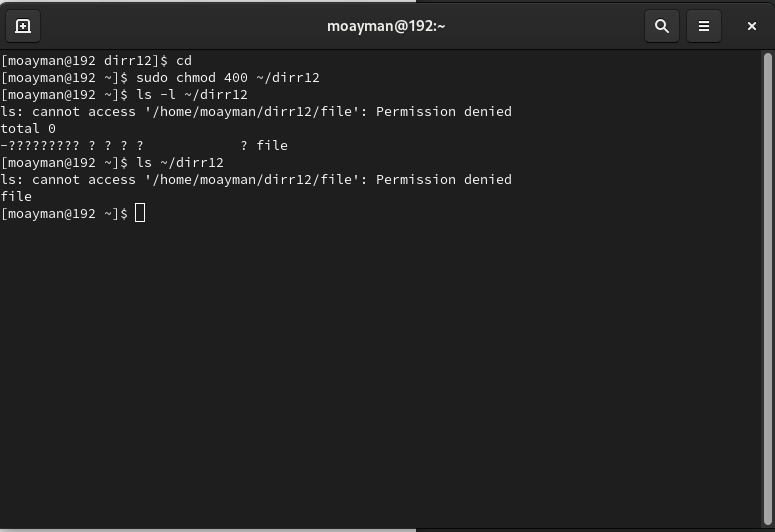 moayman@192:~
[moayman@192 dirr12]$ cd
[moayman@192 ~]$ sudo chmod 400 ~/dirr12
[moayman@192 ~]$ ls -l ~/dirr12
ls: cannot access '/home/moayman/dirr12/file': Permission denied
total 0
-????????? ? ? ? ?            ? file
[moayman@192 ~]$ ls ~/dirr12
ls: cannot access '/home/moayman/dirr12/file': Permission denied
file
[moayman@192 ~]$